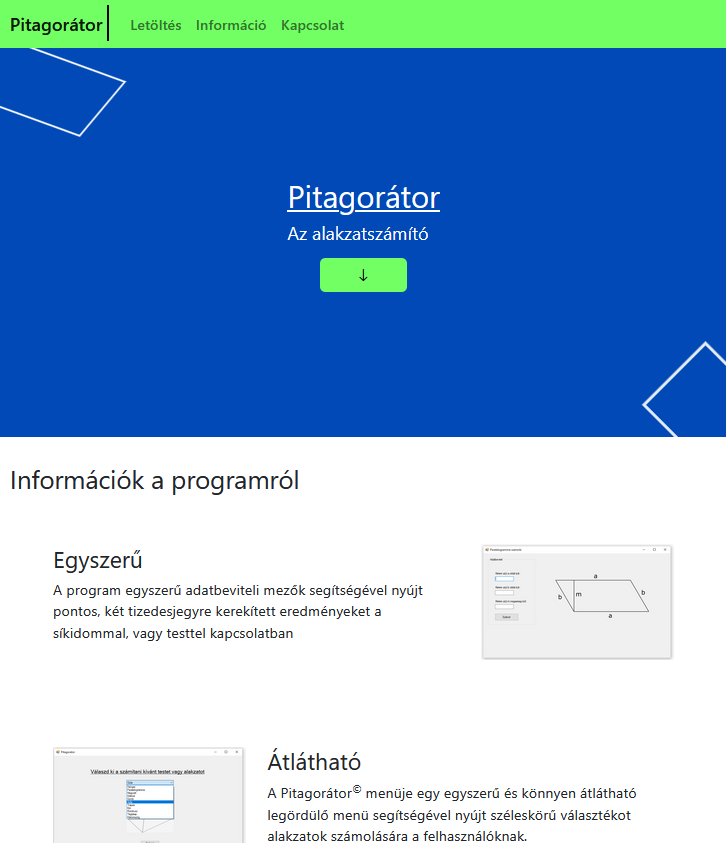 Pitagorátor
Letöltés Információ Kapcsolat
Pitagorátor
Az alakzatszámító
↓
Információk a programról
Egyszerű
A program egyszerű adatbeviteli mezők segítségével nyújt
pontos, két tizedesjegyre kerekített eredményeket a
síkidommal, vagy testtel kapcsolatban
a
b
m
b
a
Pitagorátor
Válaszd ki a számítani kívánt testet vagy alakzatot
Átlátható
A Pitagorátor© menüje egy egyszerű és könnyen átlátható
legördülő menü segítségével nyújt széleskörű választékot
alakzatok számolására a felhasználóknak.